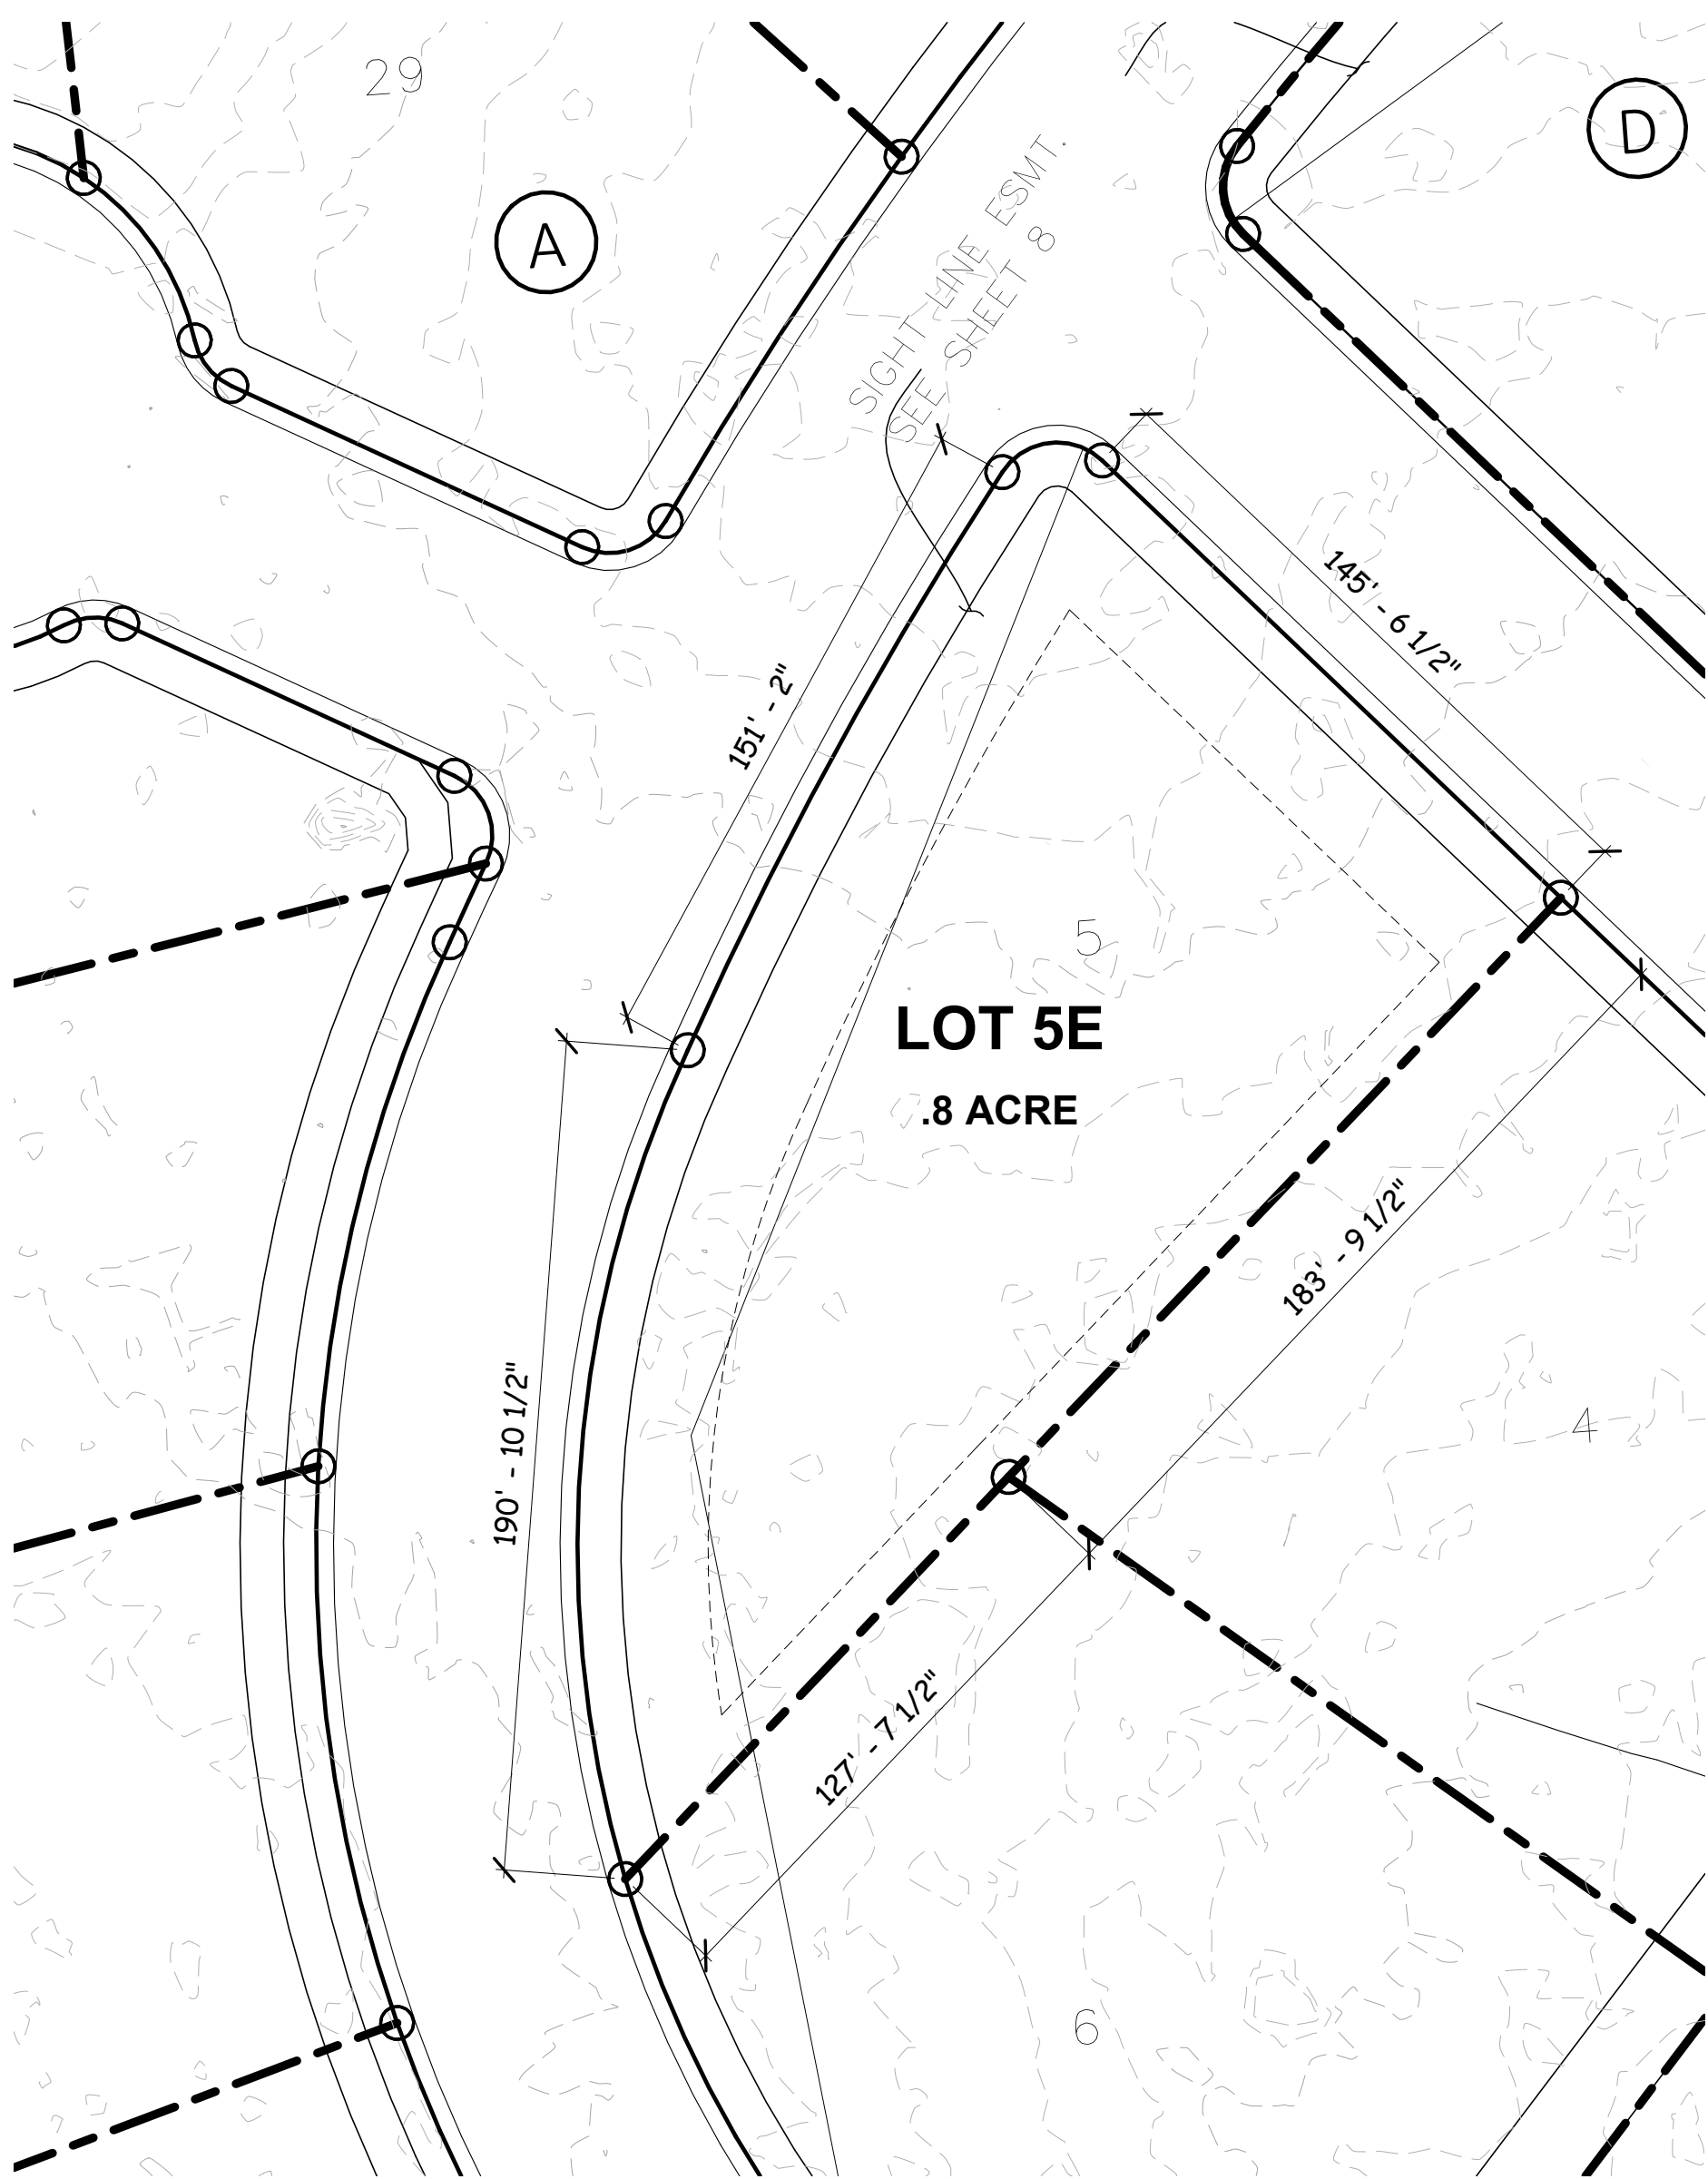 29
D
A
SIGHT LINE ESMT.
SEE SHEET 8
145' - 6 1/2"
151' - 2"
5
LOT 5E
.8 ACRE
183' - 9 1/2"
190' - 10 1/2"
4
127' - 7 1/2"
6